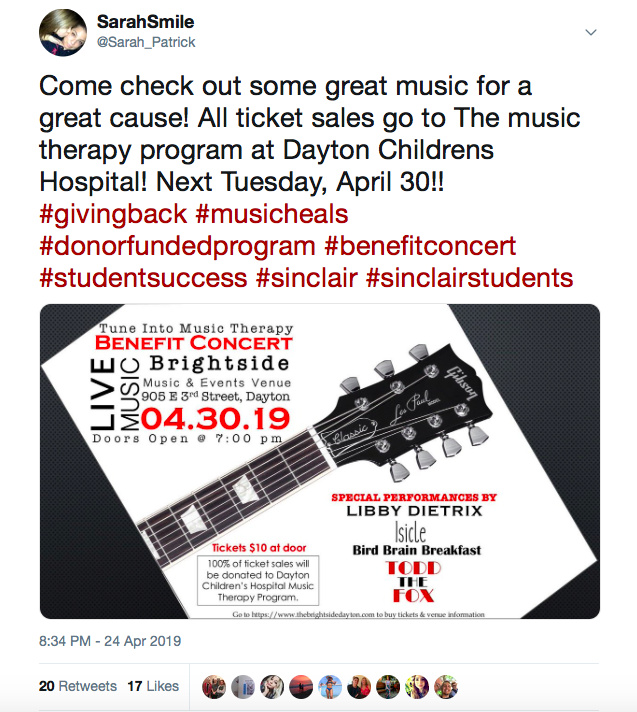 SarahSmile
@Sarah_Patrick
Come check out some great music for a
great cause! All ticket sales go to The music
therapy program at Dayton Childrens
Hospital! Next Tuesday, April 30!!
#givingback #musicheals
#donorfundedprogram #benefitconcert
#studentsuccess #sinclair #sinclairstudents
Tune Into Music Therapy
BENEFIT CONCERT
LIVE
MUSIC
Brightside
Music & Events Venue
905 E 3rd Street, Dayton
04.30.19
Doors Open @ 7:00 pm
Classic
Les Paul
Gibson
SPECIAL PERFORMANCES BY
LIBBY DIETRIX
Isicle
Bird Brain Breakfast
TODD
THE
FOX
Tickets $10 at door
100% of ticket sales will
be donated to Dayton
Children's Hospital Music
Therapy Program.
Go to https://www.thebrightsidedayton.com to buy tickets & venue information
8:34 PM - 24 Apr 2019
20 Retweets 17 Likes